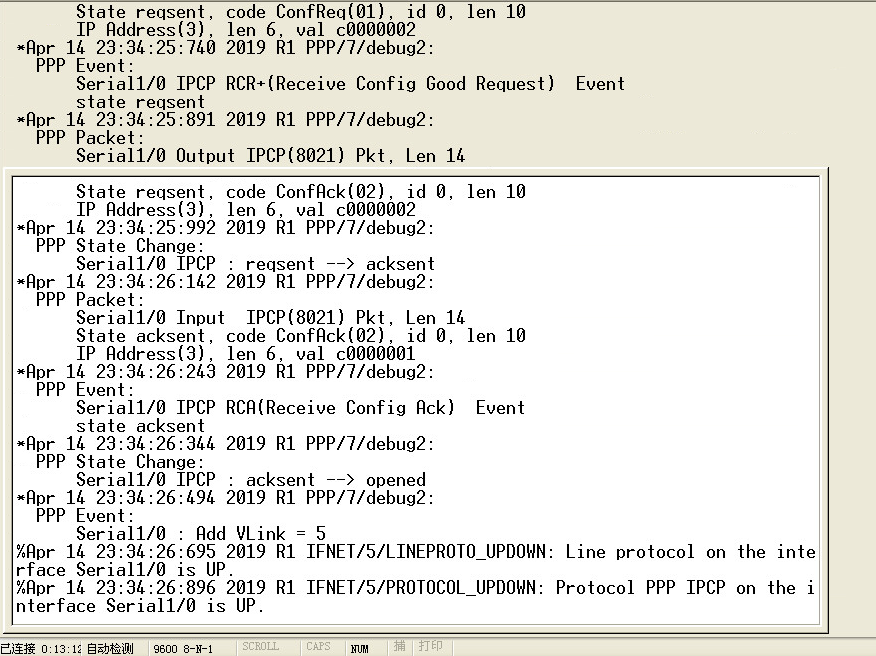 State reqsent, code ConfReq(01), id 0, len 10
IP Address(3), len 6, val c0000002
*Apr 14 23:34:25:740 2019 R1 PPP/7/debug2:
PPP Event:
Serial1/0 IPCP RCR+(Receive Config Good Request)  Event
state reqsent
*Apr 14 23:34:25:891 2019 R1 PPP/7/debug2:
PPP Packet:
Serial1/0 Output IPCP(8021) Pkt, Len 14
State reqsent, code ConfAck(02), id 0, len 10
IP Address(3), len 6, val c0000002
*Apr 14 23:34:25:992 2019 R1 PPP/7/debug2:
PPP State Change:
Serial1/0 IPCP : reqsent --> acksent
*Apr 14 23:34:26:142 2019 R1 PPP/7/debug2:
PPP Packet:
Serial1/0 Input  IPCP(8021) Pkt, Len 14
State acksent, code ConfAck(02), id 0, len 10
IP Address(3), len 6, val c0000001
*Apr 14 23:34:26:243 2019 R1 PPP/7/debug2:
PPP Event:
Serial1/0 IPCP RCA(Receive Config Ack)  Event
state acksent
*Apr 14 23:34:26:344 2019 R1 PPP/7/debug2:
PPP State Change:
Serial1/0 IPCP : acksent --> opened
*Apr 14 23:34:26:494 2019 R1 PPP/7/debug2:
PPP Event:
Serial1/0 : Add VLink = 5
%Apr 14 23:34:26:695 2019 R1 IFNET/5/LINEPROTO_UPDOWN: Line protocol on the inte
rface Serial1/0 is UP.
%Apr 14 23:34:26:896 2019 R1 IFNET/5/PROTOCOL_UPDOWN: Protocol PPP IPCP on the i
nterface Serial1/0 is UP.
已连接 0:13:12 自动检测 9600 8-N-1 SCROLL CAPS NUM 捕 打印